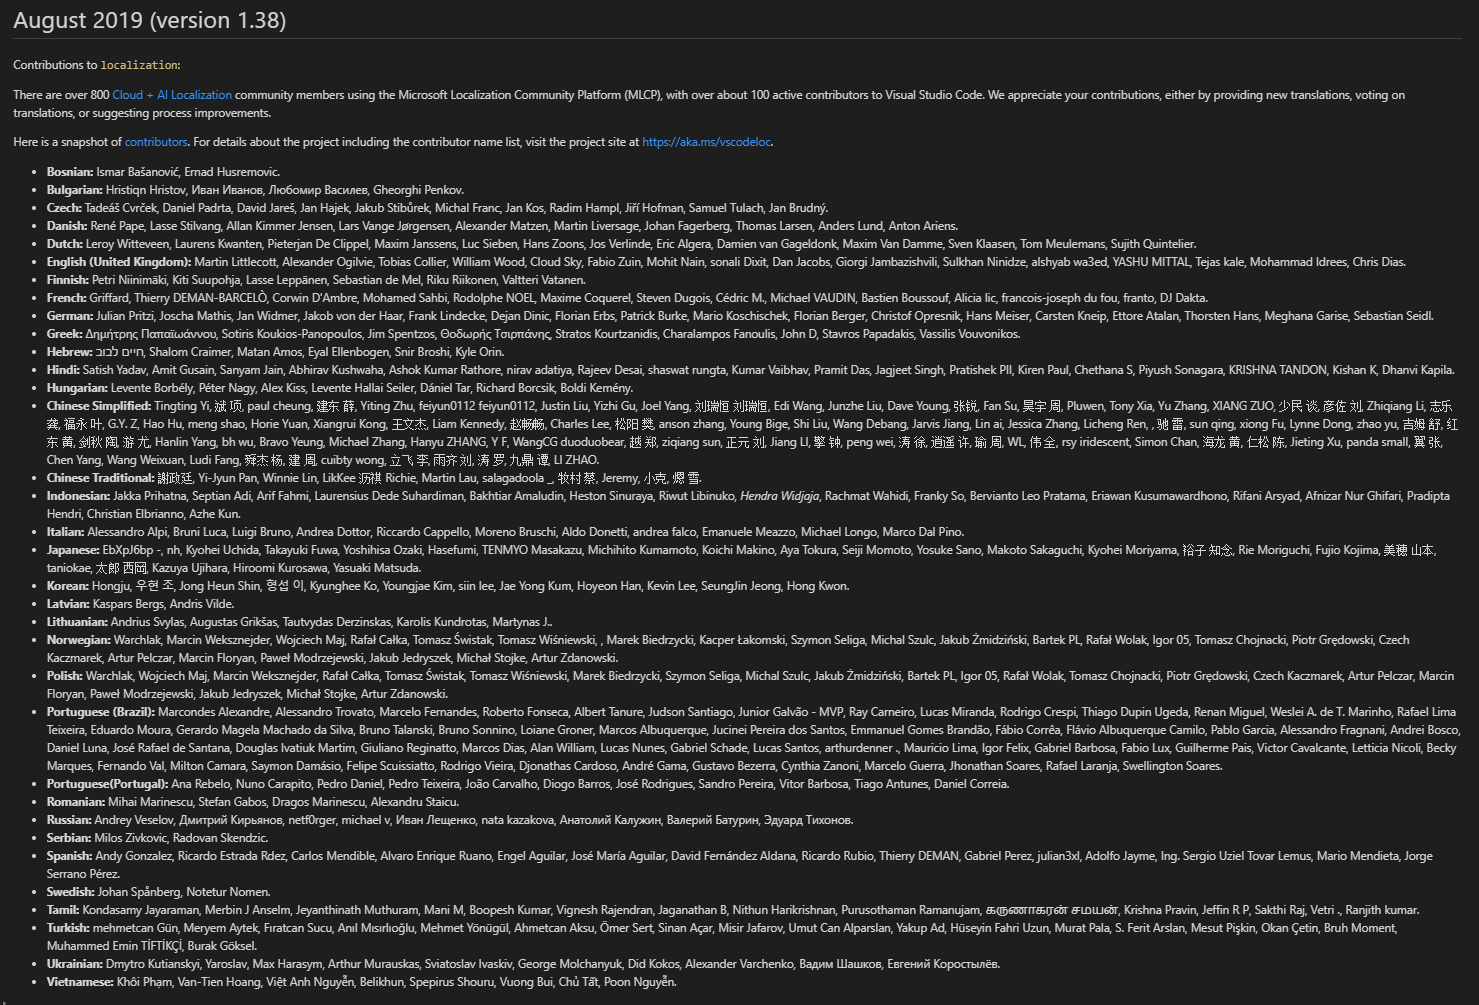 August 2019 (version 1.38)
Contributions to localization:
There are over 800 Cloud + AI Localization community members using the Microsoft Localization Community Platform (MLCP), with over about 100 active contributors to Visual Studio Code. We appreciate your contributions, either by providing new translations, voting on
translations, or suggesting process improvements.
Here is a snapshot of contributors. For details about the project including the contributor name list, visit the project site at https://aka.ms/vscodeloc.
• Bosnian: Ismar Bašanović, Ernad Husremovic.
• Bulgarian: Hristiqn Hristov, Иван Иванов, Любомир Василев, Gheorghi Penkov.
• Czech: Tadeáš Cvrček, Daniel Padrta, David Jareš, Jan Hajek, Jakub Stibůrek, Michal Franc, Jan Kos, Radim Hampl, Jiří Hofman, Samuel Tulach, Jan Brudný.
• Danish: René Pape, Lasse Stilvang, Allan Kimmer Jensen, Lars Vange Jørgensen, Alexander Matzen, Martin Liversage, Johan Fagerberg, Thomas Larsen, Anders Lund, Anton Ariens.
• Dutch: Leroy Witteveen, Laurens Kwanten, Pieterjan De Clippel, Maxim Janssens, Luc Sieben, Hans Zoons, Jos Verlinde, Eric Algera, Damien van Gageldonk, Maxim Van Damme, Sven Klaasen, Tom Meulemans, Sujith Quintelier.
• English (United Kingdom): Martin Littlecott, Alexander Ogilvie, Tobias Collier, William Wood, Cloud Sky, Fabio Zuin, Mohit Nain, sonali Dixit, Dan Jacobs, Giorgi Jambazishvili, Sulkhan Ninidze, alshyab wa3ed, YASHU MITTAL, Tejas kale, Mohammad Idrees, Chris Dias.
• Finnish: Petri Niinimäki, Kiti Suupohja, Lasse Leppänen, Sebastian de Mel, Riku Riikonen, Valtteri Vatanen.
• French: Griffard, Thierry DEMAN-BARCELÒ, Corwin D'Ambre, Mohamed Sahbi, Rodolphe NOEL, Maxime Coquerel, Steven Dugois, Cédric M., Michael VAUDIN, Bastien Boussouf, Alicia lic, francois-joseph du fou, franto, DJ Dakta.
• German: Julian Pritzi, Joscha Mathis, Jan Widmer, Jakob von der Haar, Frank Lindecke, Dejan Dinic, Florian Erbs, Patrick Burke, Mario Koschischek, Florian Berger, Christof Opresnik, Hans Meiser, Carsten Kneip, Ettore Atalan, Thorsten Hans, Meghana Garise, Sebastian Seidl.
• Greek: Δημήτρης Παπαϊωάννου, Sotiris Koukios-Panopoulos, Jim Spentzos, Θοδωρής Τσιρπάνης, Stratos Kourtzanidis, Charalampos Fanoulis, John D, Stavros Papadakis, Vassilis Vouvonikos.
• Hebrew: חיים לבוב, Shalom Craimer, Matan Amos, Eyal Ellenbogen, Snir Broshi, Kyle Orin.
• Hindi: Satish Yadav, Amit Gusain, Sanyam Jain, Abhirav Kushwaha, Ashok Kumar Rathore, nirav adatiya, Rajeev Desai, shaswat rungta, Kumar Vaibhav, Pramit Das, Jagjeet Singh, Pratishek PII, Kiren Paul, Chethana S, Piyush Sonagara, KRISHNA TANDON, Kishan K, Dhanvi Kapila.
• Hungarian: Levente Borbély, Péter Nagy, Alex Kiss, Levente Hallai Seiler, Dániel Tar, Richard Borcsik, Boldi Kemény.
• Chinese Simplified: Tingting Yi, 斌 项, paul cheung, 建东 薛, Yiting Zhu, feiyun0112 feiyun0112, Justin Liu, Yizhi Gu, Joel Yang, 刘瑞恒 刘瑞恒, Edi Wang, Junzhe Liu, Dave Young, 张锐, Fan Su, 昊宇 周, Pluwen, Tony Xia, Yu Zhang, XIANG ZUO, 少民 谈, 彦佐 刘, Zhiqiang Li, 志乐
龚, 福永 叶, G.Y. Z, Hao Hu, meng shao, Horie Yuan, Xiangrui Kong, 王文杰, Liam Kennedy, 赵畅畅, Charles Lee, 松阳 樊, anson zhang, Young Bige, Shi Liu, Wang Debang, Jarvis Jiang, Lin ai, Jessica Zhang, Licheng Ren, , 驰 雷, sun qing, xiong Fu, Lynne Dong, zhao yu, 吉姆 舒, 红
东 黄, 剑秋 陶, 游 尤, Hanlin Yang, bh wu, Bravo Yeung, Michael Zhang, Hanyu ZHANG, Y F, WangCG duoduobear, 越 郑, ziqiang sun, 正元 刘, Jiang LI, 擎 钟, peng wei, 涛 徐, 逍遥 许, 瑜 周, WL, 伟 全, rsy iridescent, Simon Chan, 海龙 黄, 仁松 陈, Jieting Xu, panda small, 翼 张,
Chen Yang, Wang Weixuan, Ludi Fang, 舜杰 杨, 建 周, cuibty wong, 立飞 李, 雨齐 刘, 涛 罗, 九鼎 谭, LI ZHAO.
• Chinese Traditional: 謝政廷, Yi-Jyun Pan, Winnie Lin, LikKee 沥祺 Richie, Martin Lau, salagadoola _, 牧村 蔡, Jeremy, 小克, 煾 雪.
• Indonesian: Jakka Prihatna, Septian Adi, Arif Fahmi, Laurensius Dede Suhardiman, Bakhtiar Amaludin, Heston Sinuraya, Riwut Libinuko, Hendra Widjaja, Rachmat Wahidi, Franky So, Bervianto Leo Pratama, Eriawan Kusumawardhono, Rifani Arsyad, Afnizar Nur Ghifari, Pradipta
Hendri, Christian Elbrianno, Azhe Kun.
• Italian: Alessandro Alpi, Bruni Luca, Luigi Bruno, Andrea Dottor, Riccardo Cappello, Moreno Bruschi, Aldo Donetti, andrea falco, Emanuele Meazzo, Michael Longo, Marco Dal Pino.
• Japanese: EbXpJ6bp -, nh, Kyohei Uchida, Takayuki Fuwa, Yoshihisa Ozaki, Hasefumi, TENMYO Masakazu, Michihito Kumamoto, Koichi Makino, Aya Tokura, Seiji Momoto, Yosuke Sano, Makoto Sakaguchi, Kyohei Moriyama, 裕子 知念, Rie Moriguchi, Fujio Kojima, 美穂 山本,
taniokae, 太郎 西岡, Kazuya Ujihara, Hiroomi Kurosawa, Yasuaki Matsuda.
• Korean: Hongju, 우현 조, Jong Heun Shin, 형섭 이, Kyunghee Ko, Youngjae Kim, siin lee, Jae Yong Kum, Hoyeon Han, Kevin Lee, SeungJin Jeong, Hong Kwon.
• Latvian: Kaspars Bergs, Andris Vilde.
• Lithuanian: Andrius Svylas, Augustas Grikšas, Tautvydas Derzinskas, Karolis Kundrotas, Martynas J..
• Norwegian: Warchlak, Marcin Weksznejder, Wojciech Maj, Rafał Całka, Tomasz Świstak, Tomasz Wiśniewski, , Marek Biedrzycki, Kacper Łakomski, Szymon Seliga, Michal Szulc, Jakub Żmidziński, Bartek PL, Rafał Wolak, Igor 05, Tomasz Chojnacki, Piotr Grędowski, Czech
Kaczmarek, Artur Pelczar, Marcin Floryan, Paweł Modrzejewski, Jakub Jedryszek, Michał Stojke, Artur Zdanowski.
• Polish: Warchlak, Wojciech Maj, Marcin Weksznejder, Rafał Całka, Tomasz Świstak, Tomasz Wiśniewski, Marek Biedrzycki, Szymon Seliga, Michal Szulc, Jakub Żmidziński, Bartek PL, Igor 05, Rafał Wolak, Tomasz Chojnacki, Piotr Grędowski, Czech Kaczmarek, Artur Pelczar, Marcin
Floryan, Paweł Modrzejewski, Jakub Jedryszek, Michał Stojke, Artur Zdanowski.
• Portuguese (Brazil): Marcondes Alexandre, Alessandro Trovato, Marcelo Fernandes, Roberto Fonseca, Albert Tanure, Judson Santiago, Junior Galvão - MVP, Ray Carneiro, Lucas Miranda, Rodrigo Crespi, Thiago Dupin Ugeda, Renan Miguel, Weslei A. de T. Marinho, Rafael Lima
Teixeira, Eduardo Moura, Gerardo Magela Machado da Silva, Bruno Talanski, Bruno Sonnino, Loiane Groner, Marcos Albuquerque, Jucinei Pereira dos Santos, Emmanuel Gomes Brandão, Fábio Corrêa, Flávio Albuquerque Camilo, Pablo Garcia, Alessandro Fragnani, Andrei Bosco,
Daniel Luna, José Rafael de Santana, Douglas Ivatiuk Martim, Giuliano Reginatto, Marcos Dias, Alan William, Lucas Nunes, Gabriel Schade, Lucas Santos, arthurdenner ., Mauricio Lima, Igor Felix, Gabriel Barbosa, Fabio Lux, Guilherme Pais, Victor Cavalcante, Letticia Nicoli, Becky
Marques, Fernando Val, Milton Camara, Saymon Damásio, Felipe Scuissiatto, Rodrigo Vieira, Djonathas Cardoso, André Gama, Gustavo Bezerra, Cynthia Zanoni, Marcelo Guerra, Jhonathan Soares, Rafael Laranja, Swellington Soares.
• Portuguese(Portugal): Ana Rebelo, Nuno Carapito, Pedro Daniel, Pedro Teixeira, João Carvalho, Diogo Barros, José Rodrigues, Sandro Pereira, Vitor Barbosa, Tiago Antunes, Daniel Correia.
• Romanian: Mihai Marinescu, Stefan Gabos, Dragos Marinescu, Alexandru Staicu.
• Russian: Andrey Veselov, Дмитрий Кирьянов, netf0rger, michael v, Иван Лещенко, nata kazakova, Анатолий Калужин, Валерий Батурин, Эдуард Тихонов.
• Serbian: Milos Zivkovic, Radovan Skendzic.
• Spanish: Andy Gonzalez, Ricardo Estrada Rdez, Carlos Mendible, Alvaro Enrique Ruano, Engel Aguilar, José María Aguilar, David Fernández Aldana, Ricardo Rubio, Thierry DEMAN, Gabriel Perez, julian3xl, Adolfo Jayme, Ing. Sergio Uziel Tovar Lemus, Mario Mendieta, Jorge
Serrano Pérez.
• Swedish: Johan Spånberg, Notetur Nomen.
• Tamil: Kondasamy Jayaraman, Merbin J Anselm, Jeyanthinath Muthuram, Mani M, Boopesh Kumar, Vignesh Rajendran, Jaganathan B, Nithun Harikrishnan, Purusothaman Ramanujam, கருணாகரன் சமயன், Krishna Pravin, Jeffin R P, Sakthi Raj, Vetri ., Ranjith kumar.
• Turkish: mehmetcan Gün, Meryem Aytek, Fıratcan Sucu, Anıl Mısırlıoğlu, Mehmet Yönügül, Ahmetcan Aksu, Ömer Sert, Sinan Açar, Misir Jafarov, Umut Can Alparslan, Yakup Ad, Hüseyin Fahri Uzun, Murat Pala, S. Ferit Arslan, Mesut Pişkin, Okan Çetin, Bruh Moment,
Muhammed Emin TİFTİKÇİ, Burak Göksel.
• Ukrainian: Dmytro Kutianskyi, Yaroslav, Max Harasym, Arthur Murauskas, Sviatoslav Ivaskiv, George Molchanyuk, Did Kokos, Alexander Varchenko, Вадим Шашков, Евгений Коростылёв.
• Vietnamese: Khôi Phạm, Van-Tien Hoang, Việt Anh Nguyễn, Belikhun, Spepirus Shouru, Vuong Bui, Chủ Tất, Poon Nguyễn.